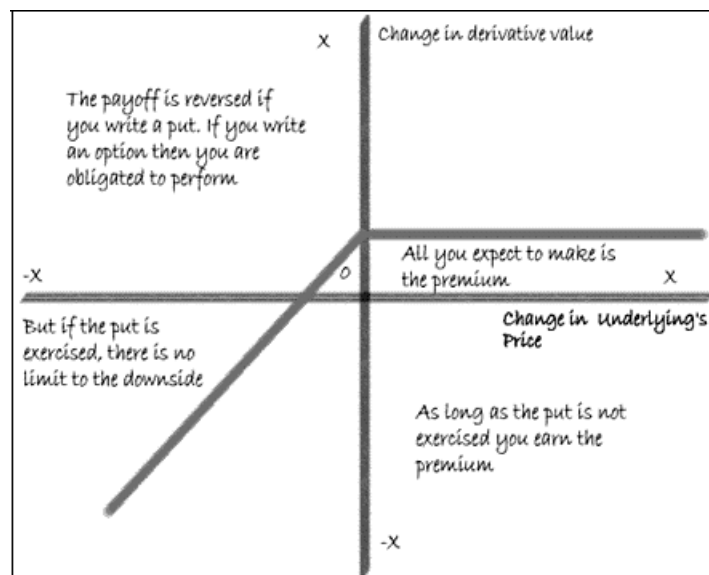 X
Change in derivative value
The payoff is reversed if
you write a put. If you write
an option then you are
obligated to perform
All you expect to make is
the premium
-X
0
X
But if the put is
exercised, there is no
limit to the downside
Change in Underlying's
Price
As long as the put is not
exercised you earn the
premium
-X